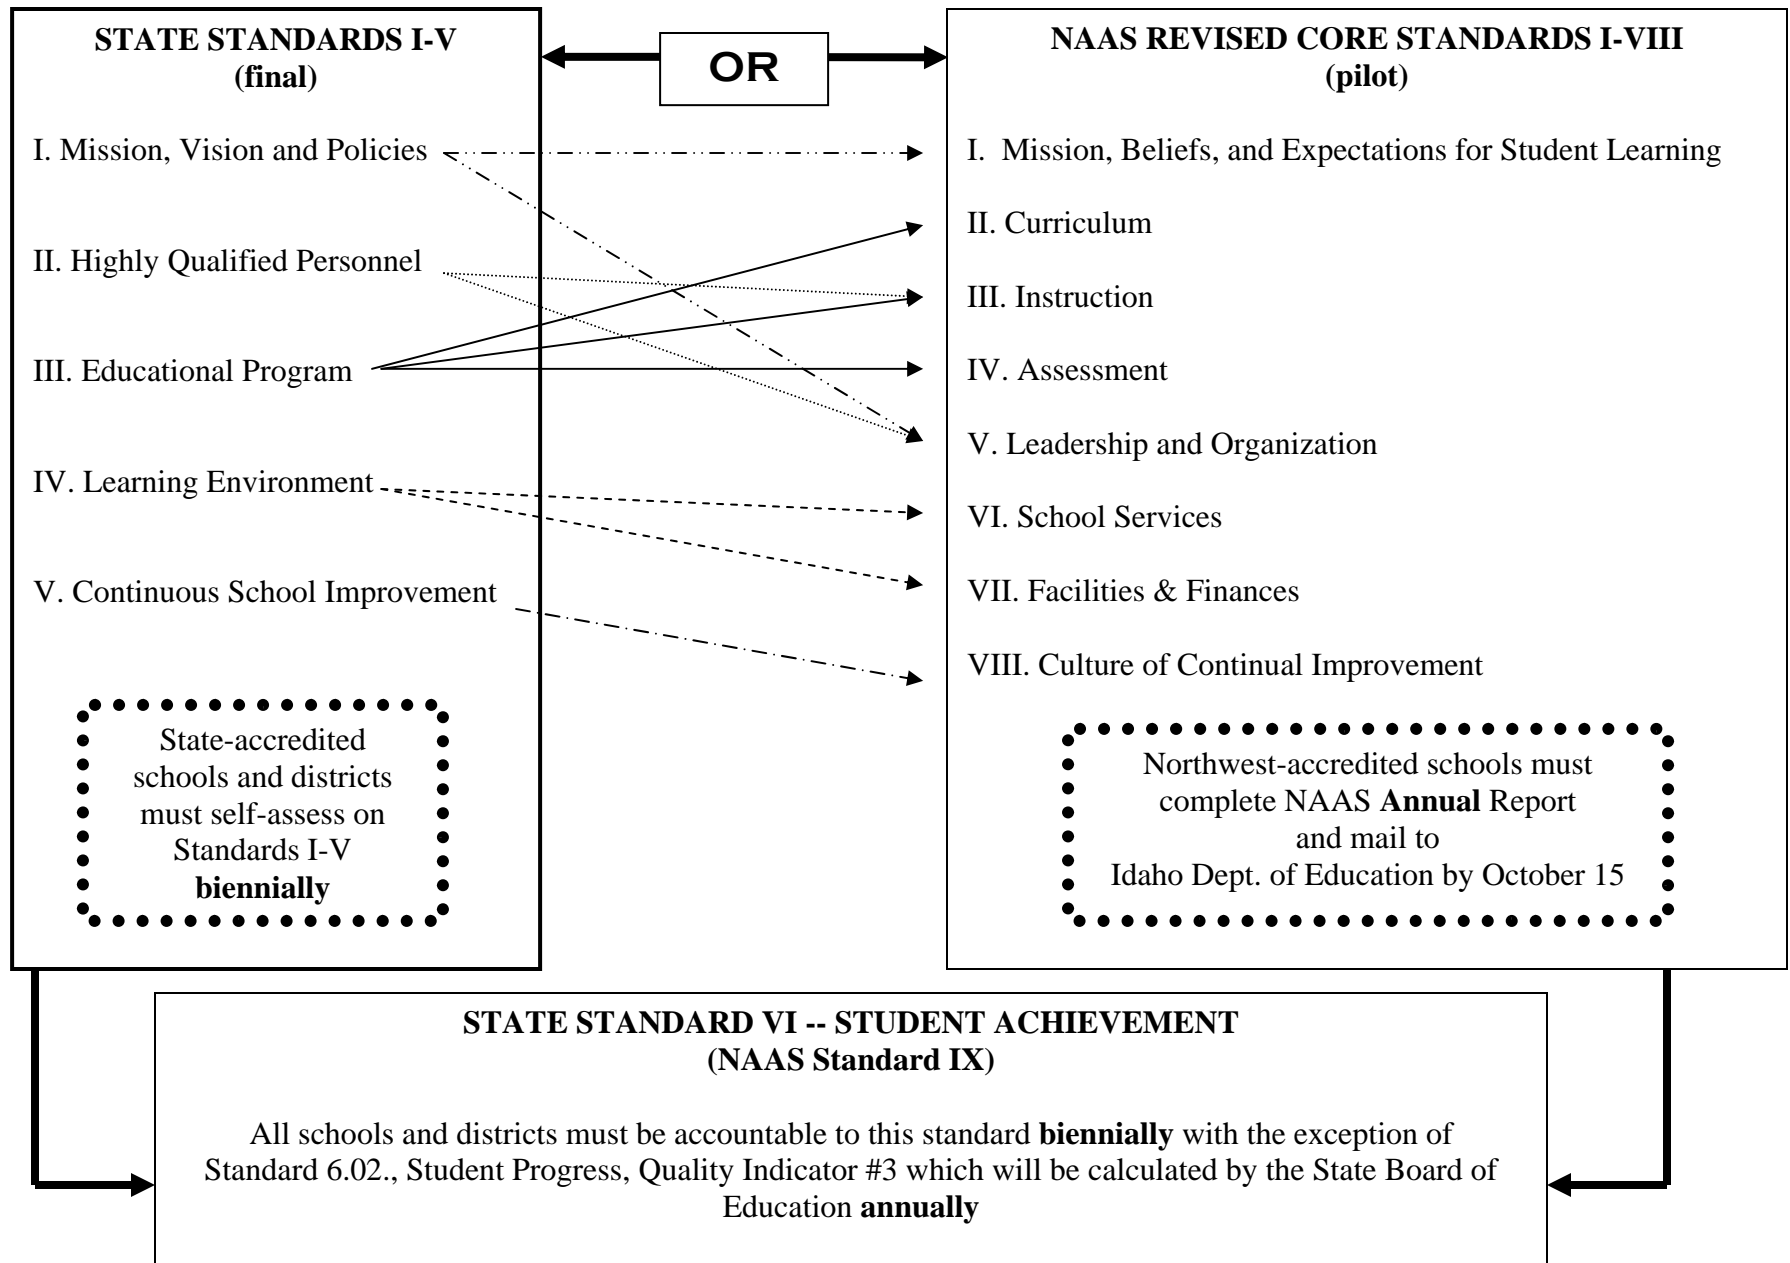 STATE STANDARDS I-V
(final)
I. Mission, Vision and Policies
II. Highly Qualified Personnel
III. Educational Program
IV. Learning Environment
V. Continuous School Improvement
State-accredited
schools and districts
must self-assess on
Standards I-V
biennially
OR
NAAS REVISED CORE STANDARDS I-VIII
(pilot)
I. Mission, Beliefs, and Expectations for Student Learning
II. Curriculum
III. Instruction
IV. Assessment
V. Leadership and Organization
VI. School Services
VII. Facilities & Finances
VIII. Culture of Continual Improvement
Northwest-accredited schools must
complete NAAS Annual Report
and mail to
Idaho Dept. of Education by October 15
STATE STANDARD VI -- STUDENT ACHIEVEMENT
(NAAS Standard IX)
All schools and districts must be accountable to this standard biennially with the exception of
Standard 6.02., Student Progress, Quality Indicator #3 which will be calculated by the State Board of
Education annually